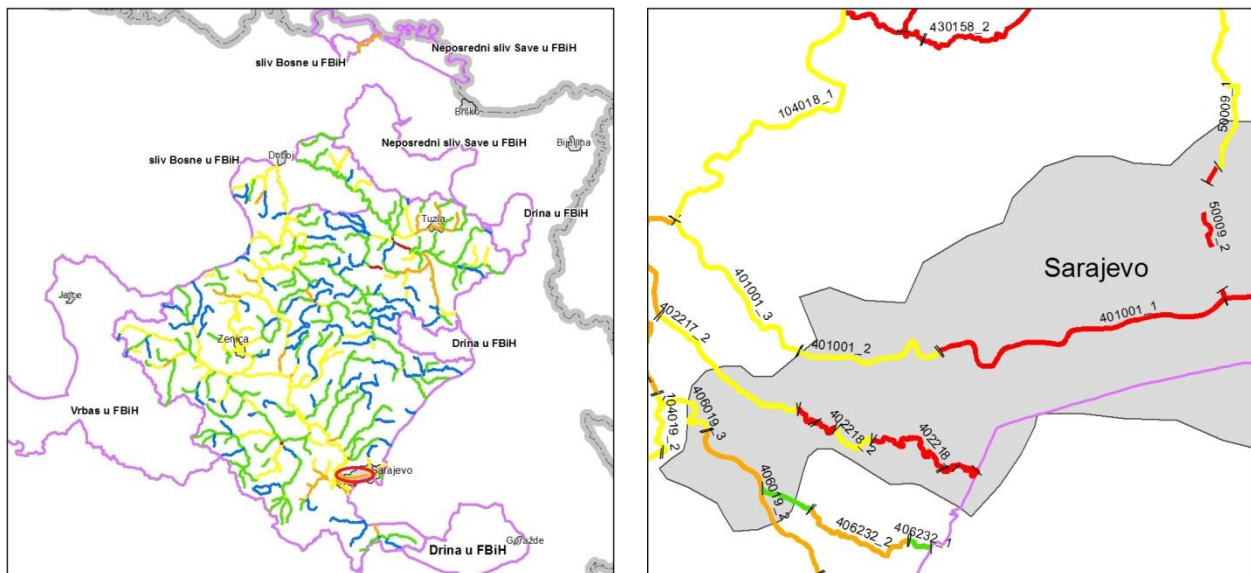 Neposredni sliv Save u FBiH
sliv Bosne u FBiH
Brčko
Neposredni sliv Save u FBiH
Bijeljina
sliv Bosne u FBiH
Doboj
Drina u FBiH
Tuzla
Jajce
Zenica
Drina u FBiH
Vrbas u FBiH
Sarajevo
Drina u FBiH
Goražde
430158_2
104018_1
50009_1
50009_2
Sarajevo
401001_1
401001_3
401001_2
402217_2
406019_3
104019_2
402218_2
402218
406019_2
406232_2
406232_1